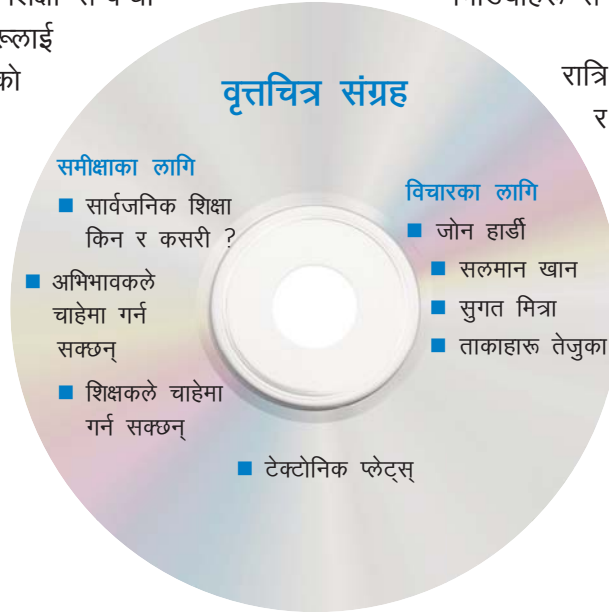 रूलाई
को
रात्रि
र
वृत्तचित्र संग्रह
समीक्षाका लागि
■ सार्वजनिक शिक्षा
किन र कसरी ?
■ अभिभावकले
चाहेमा गर्न
सक्छन्
■ शिक्षकले चाहेमा
गर्न सक्छन्
विचारका लागि
■ जोन हार्डी
■ सलमान खान
■ सुगत मित्रा
■ ताकाहारू तेजुका
■ टेक्टोनिक प्लेट्स्